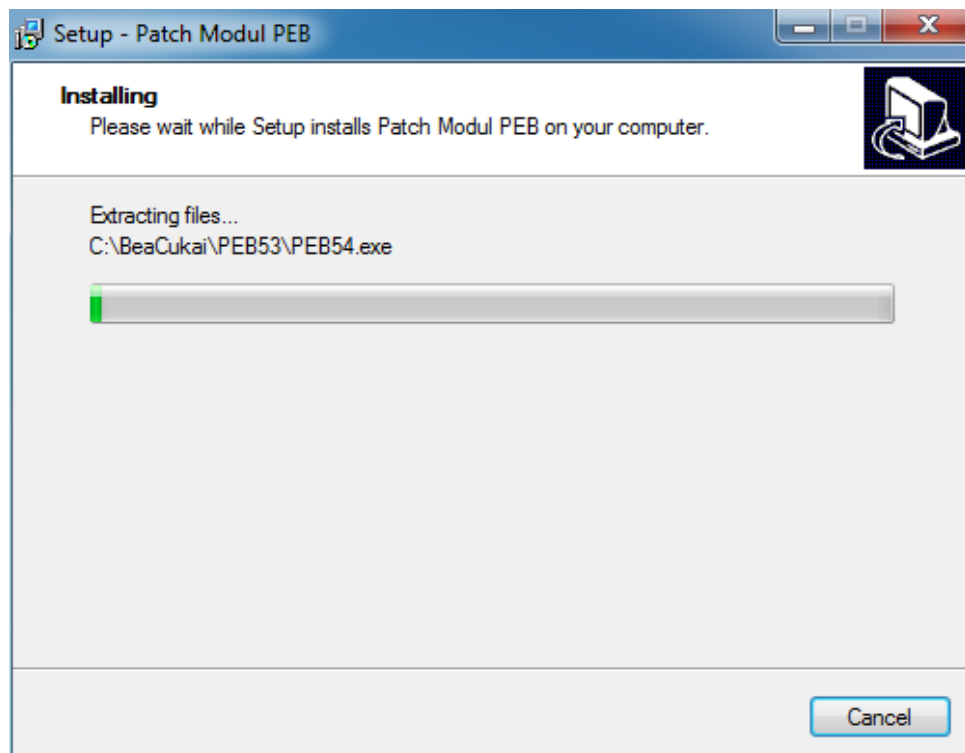 Setup - Patch Modul PEB
Installing
Please wait while Setup installs Patch Modul PEB on your computer.
Extracting files...
C:\BeaCukai\PEB53\PEB54.exe
Cancel